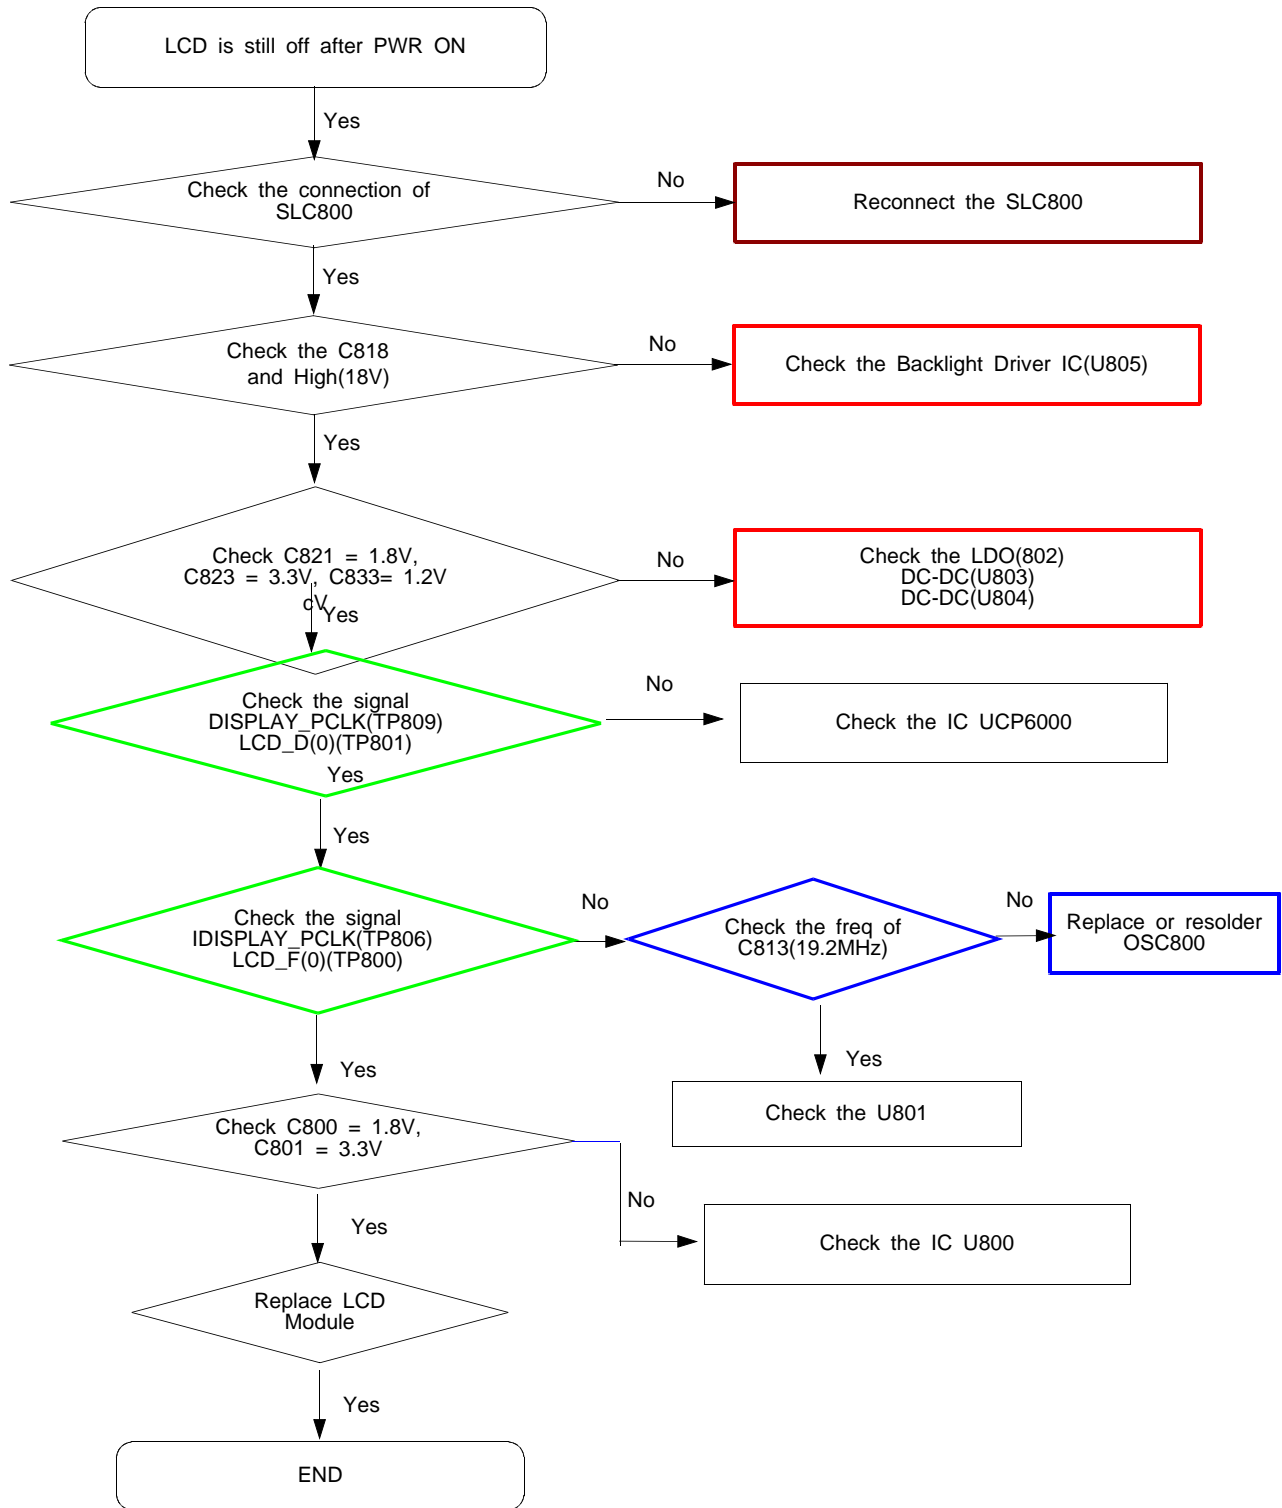 LCD is still off after PWR ON
Yes
Check the connection of
SLC800
No
Reconnect the SLC800
Yes
Check the C818
and High(18V)
No
Check the Backlight Driver IC(U805)
Yes
Check C821 = 1.8V,
C823 = 3.3V, C833= 1.2V
cV
Yes
No
Check the LDO(802)
DC-DC(U803)
DC-DC(U804)
Check the signal
DISPLAY_PCLK(TP809)
LCD_D(0)(TP801)
Yes
No
Check the IC UCP6000
Yes
Check the signal
IDISPLAY_PCLK(TP806)
LCD_F(0)(TP800)
No
Check the freq of
C813(19.2MHz)
No
Replace or resolder
OSC800
Yes
Yes
Check the U801
Check C800 = 1.8V,
C801 = 3.3V
No
Check the IC U800
Yes
Replace LCD
Module
Yes
END